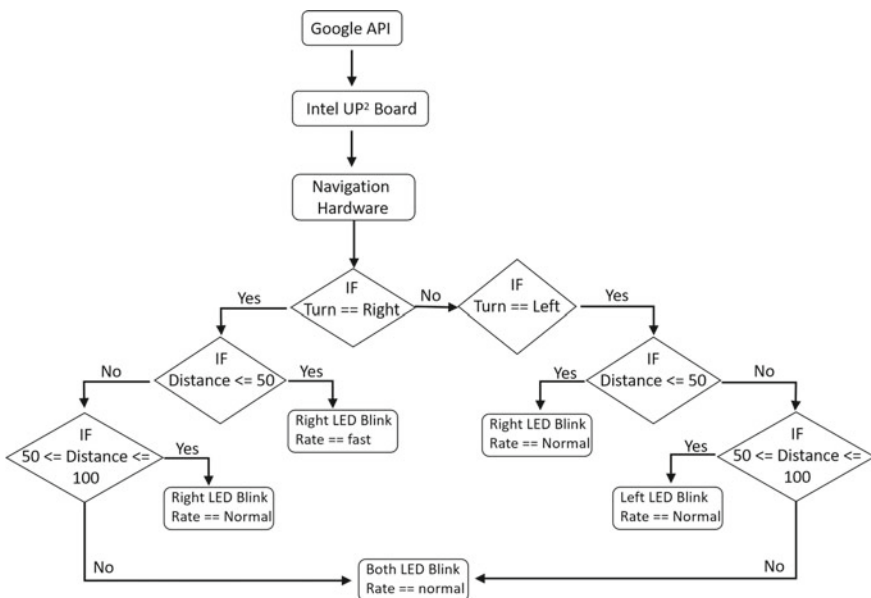 Google API
Intel UP² Board
Navigation
Hardware
IF
Turn == Right
Yes
No
IF
Turn == Left
Yes
IF
Distance <= 50
No
Yes
IF
Distance <= 50
Yes
No
Right LED Blink
Rate == fast
Right LED Blink
Rate == Normal
IF
50 <= Distance <=
100
Yes
Right LED Blink
Rate == Normal
IF
50 <= Distance <=
100
Yes
Left LED Blink
Rate == Normal
No
No
Both LED Blink
Rate == normal